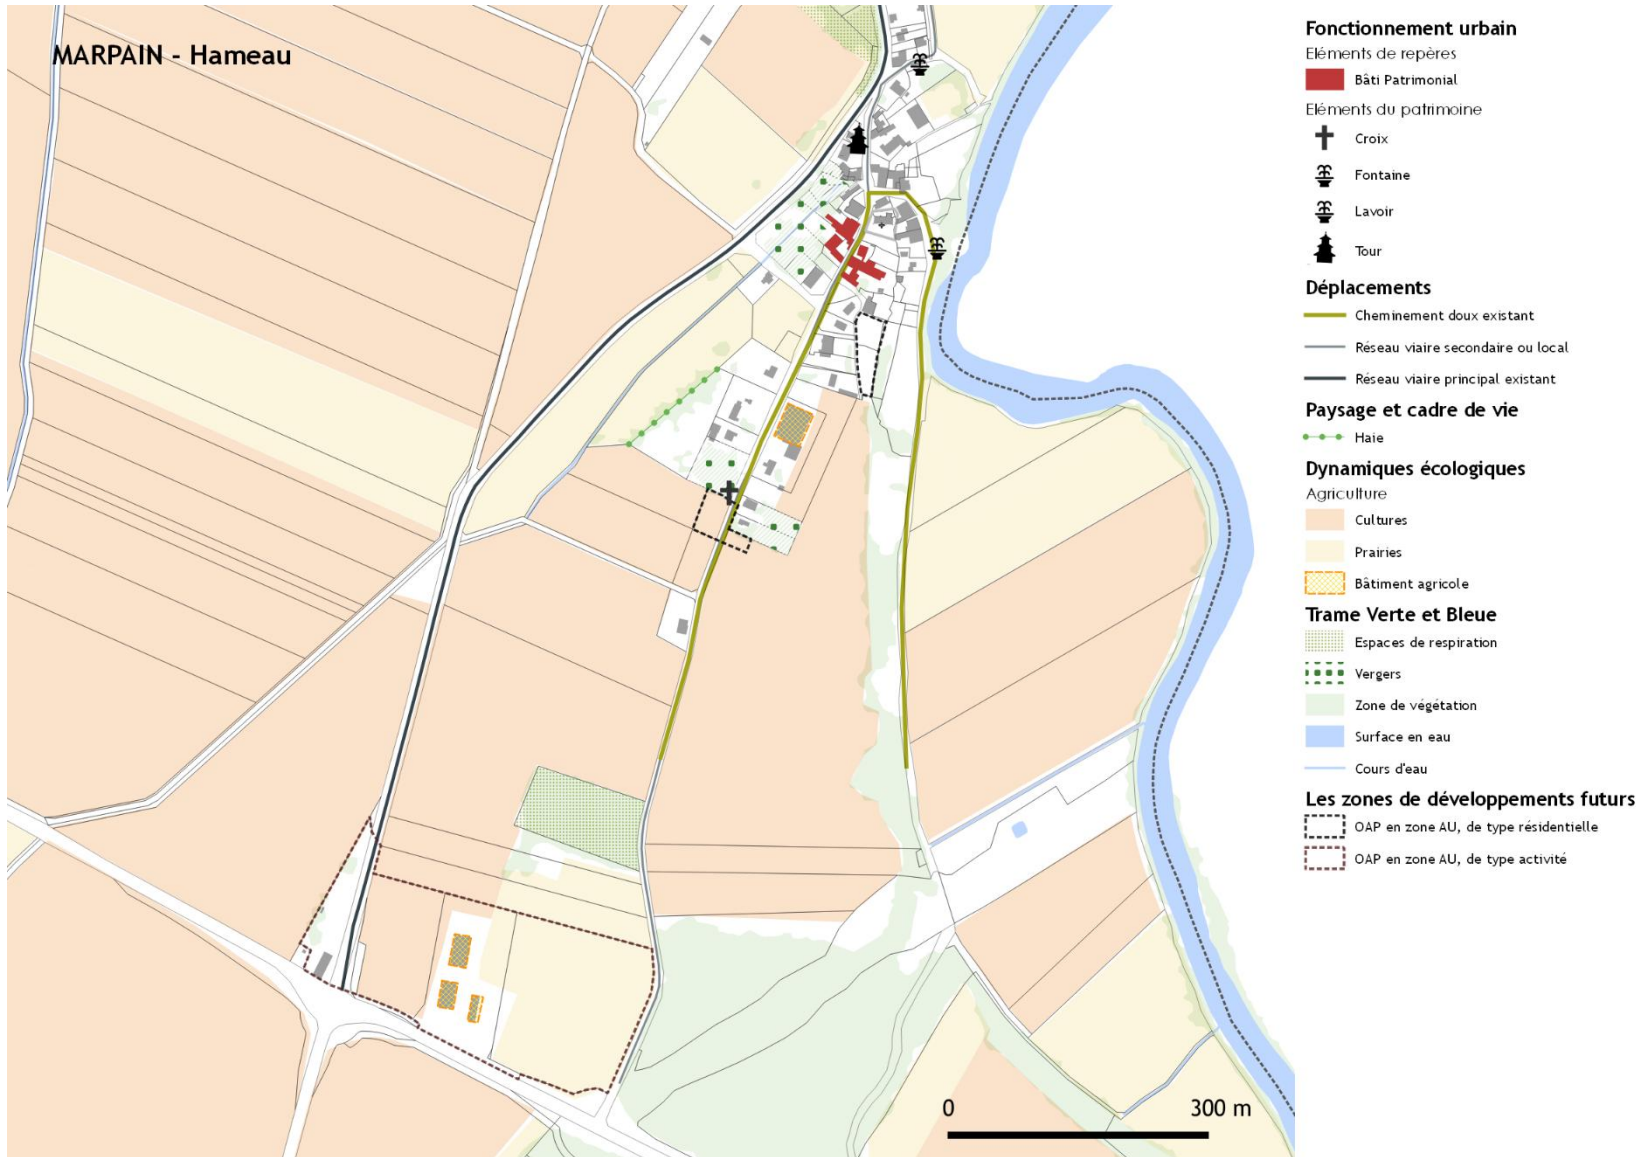 MARPAIN - Hameau
Fonctionnement urbain
Eléments de repères
Bâti Patrimonial
Eléments du patrimoine
Croix
Fontaine
Lavoir
Tour
Déplacements
Cheminement doux existant
Réseau viaire secondaire ou local
Réseau viaire principal existant
Paysage et cadre de vie
Haie
Dynamiques écologiques
Agriculture
Cultures
Prairies
Bâtiment agricole
Trame Verte et Bleue
Espaces de respiration
Vergers
Zone de végétation
Surface en eau
Cours d'eau
Les zones de développements futurs
OAP en zone AU, de type résidentielle
OAP en zone AU, de type activité
0 300 m